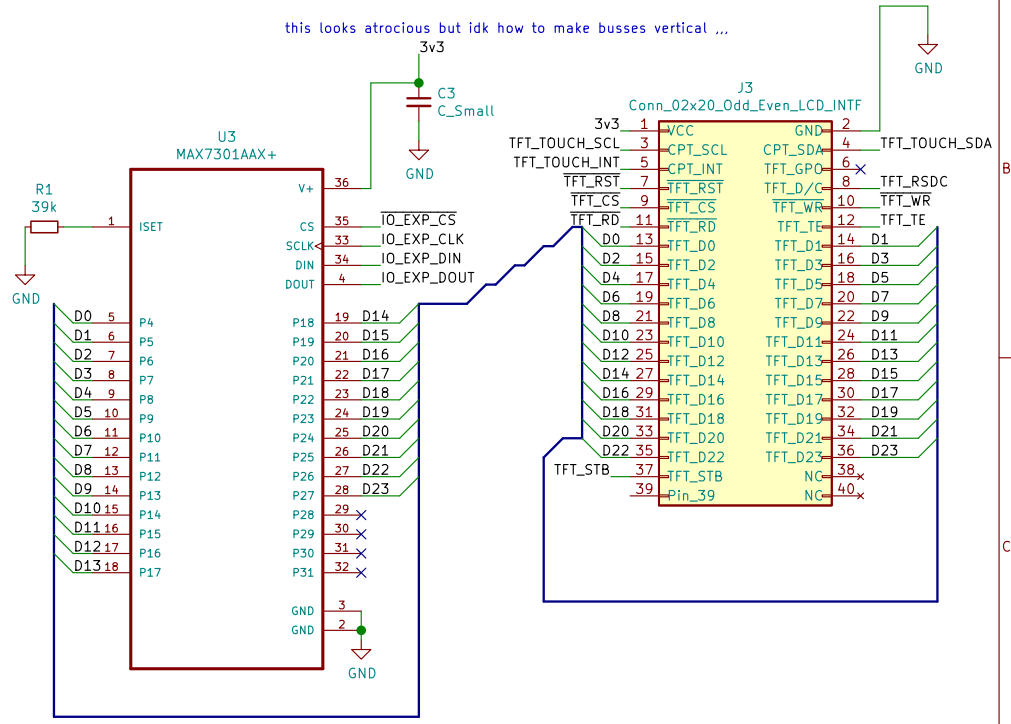 this looks atrocious but idk how to make busses vertical ,,,
3v3
C3
C_Small
GND
U3
MAX7301AAX+
R1
39k
GND
1 ISET
V+ 36
CS 35 IO_EXP_CS
SCLK 33 IO_EXP_CLK
DIN 34 IO_EXP_DIN
DOUT 4 IO_EXP_DOUT
D0 5 P4 P18 19 D14
D1 6 P5 P19 20 D15
D2 7 P6 P20 21 D16
D3 8 P7 P21 22 D17
D4 9 P8 P22 23 D18
D5 10 P9 P23 24 D19
D6 11 P10 P24 25 D20
D7 12 P11 P25 26 D21
D8 13 P12 P26 27 D22
D9 14 P13 P27 28 D23
D10 15 P14 P28 29
D11 16 P15 P29 30
D12 17 P16 P30 31
D13 18 P17 P31 32
GND 3
GND 2
GND
GND
J3
Conn_02x20_Odd_Even_LCD_INTF
3v3 1 VCC GND 2
TFT_TOUCH_SCL 3 CPT_SCL CPT_SDA 4 TFT_TOUCH_SDA
TFT_TOUCH_INT 5 CPT_INT TFT_GPO 6
TFT_RST 7 TFT_RST TFT_D/C 8 TFT_RSDC
TFT_CS 9 TFT_CS TFT_WR 10 TFT_WR
TFT_RD 11 TFT_RD TFT_TE 12 TFT_TE
D0 13 TFT_D0 TFT_D1 14 D1
D2 15 TFT_D2 TFT_D3 16 D3
D4 17 TFT_D4 TFT_D5 18 D5
D6 19 TFT_D6 TFT_D7 20 D7
D8 21 TFT_D8 TFT_D9 22 D9
D10 23 TFT_D10 TFT_D11 24 D11
D12 25 TFT_D12 TFT_D13 26 D13
D14 27 TFT_D14 TFT_D15 28 D15
D16 29 TFT_D16 TFT_D17 30 D17
D18 31 TFT_D18 TFT_D19 32 D19
D20 33 TFT_D20 TFT_D21 34 D21
D22 35 TFT_D22 TFT_D23 36 D23
TFT_STB 37 TFT_STB NC 38
39 Pin_39 NC 40
B
C